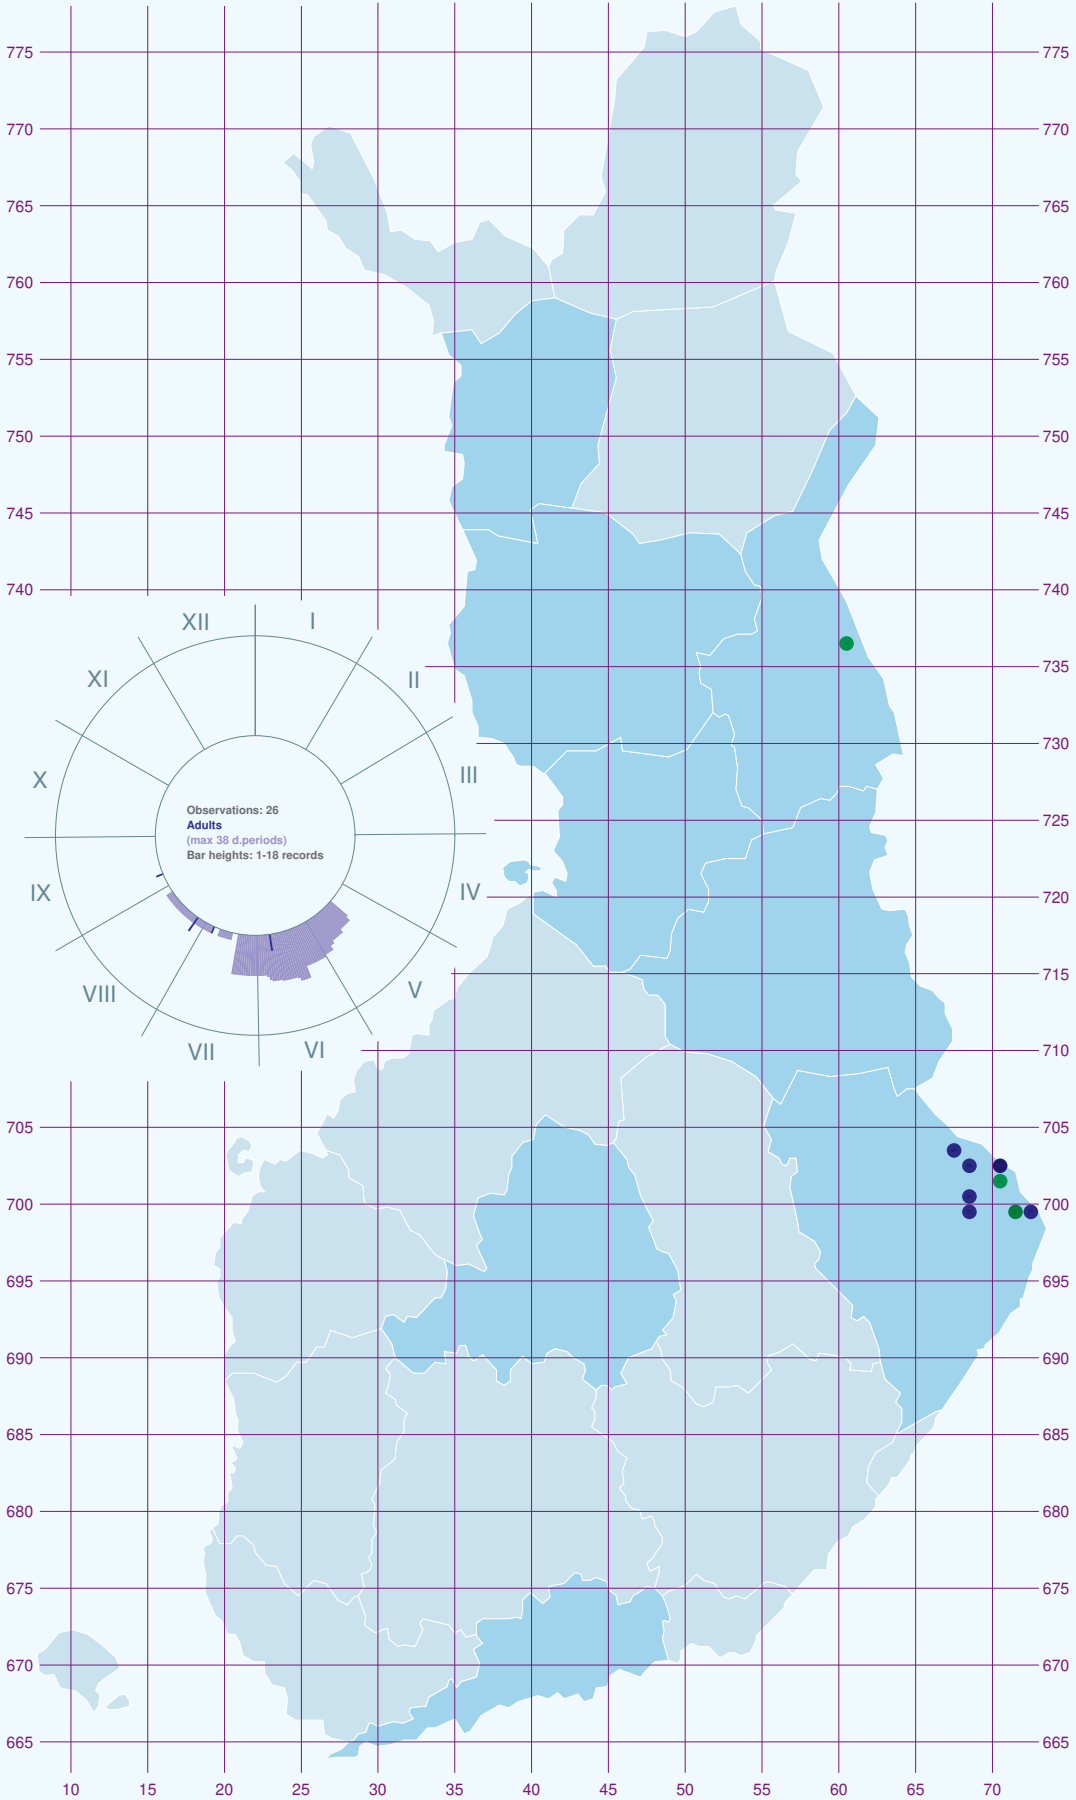 775 775
770 770
765 765
760 760
755 755
750 750
745 745
740 740
XII I
XI II
735
730
X III
Observations: 26
Adults
(max 38 d.periods)
Bar heights: 1-18 records
725
IX IV
720
VIII V
715
VII VI
710
705 705
700 700
695 695
690 690
685 685
680 680
675 675
670 670
665 665
10 15 20 25 30 35 40 45 50 55 60 65 70